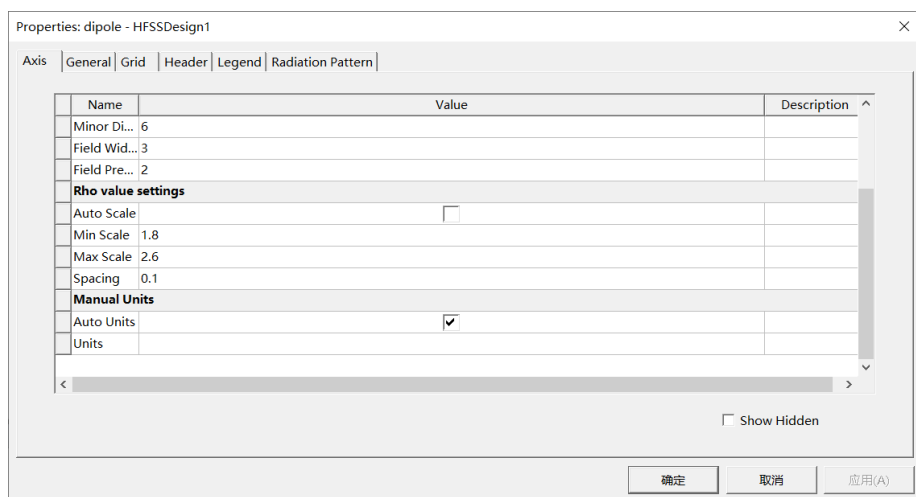 Properties: dipole - HFSSDesign1
Axis General Grid Header Legend Radiation Pattern
Name Value Description
Minor Di... 6
Field Wid... 3
Field Pre... 2
Rho value settings
Auto Scale
Min Scale 1.8
Max Scale 2.6
Spacing 0.1
Manual Units
Auto Units
Units
Show Hidden
确定 取消 应用(A)